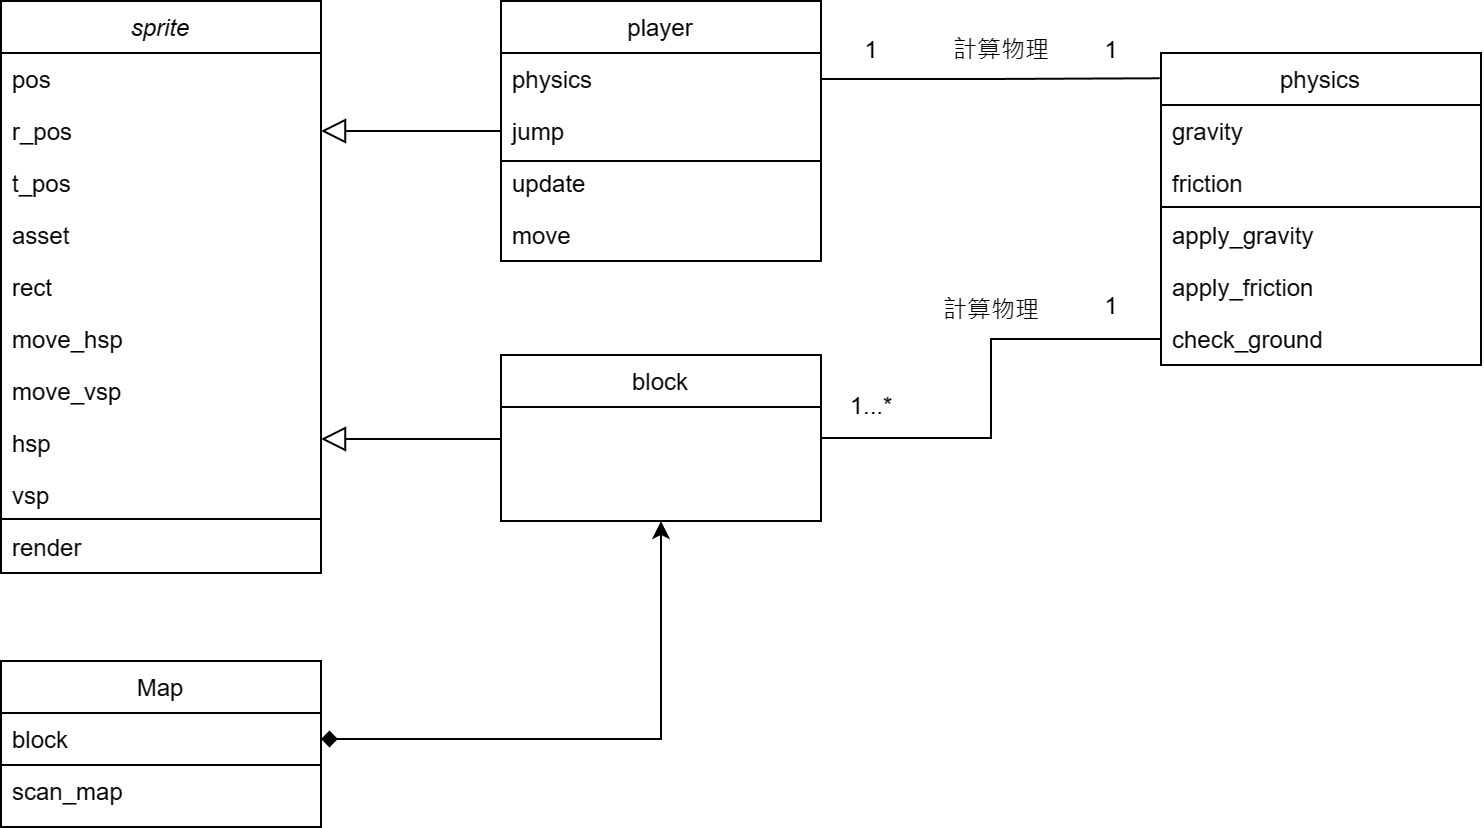 sprite
pos
r_pos
t_pos
asset
rect
move_hsp
move_vsp
hsp
vsp
render
player
physics
jump
update
move
1
計算物理
1
physics
gravity
friction
apply_gravity
apply_friction
check_ground
計算物理
1
1...*
block
Map
block
scan_map